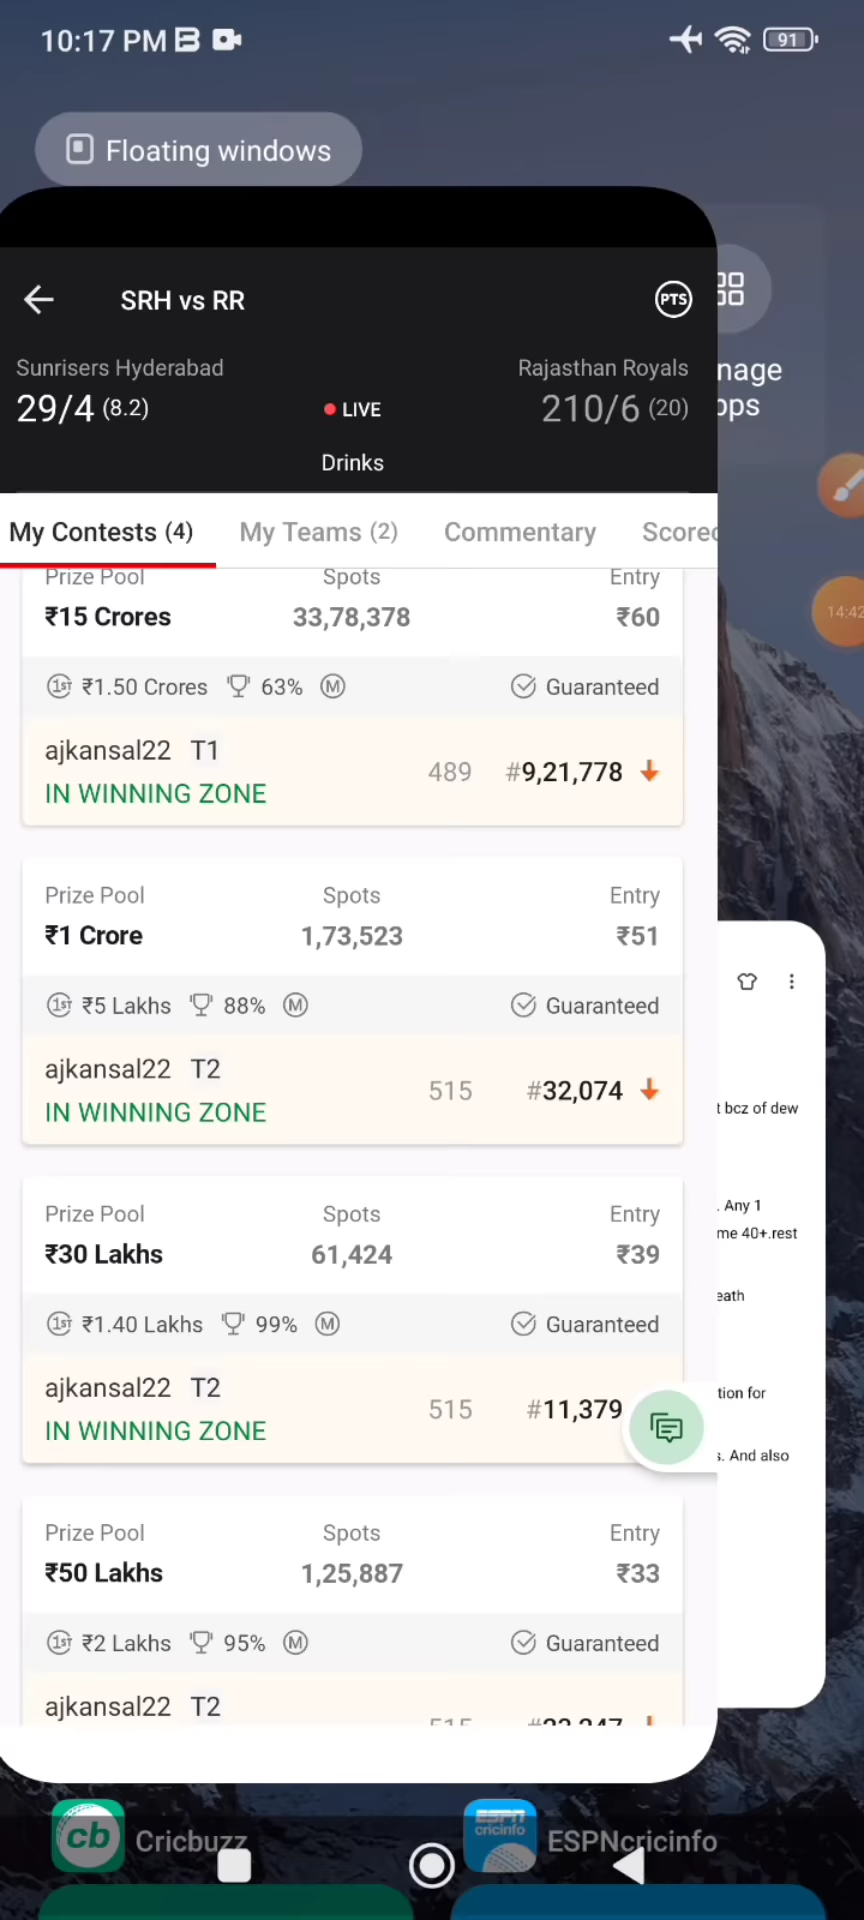 10:17 PM
91
Floating windows
SRH vs RR
PTS
Sunrisers Hyderabad
Rajasthan Royals
29/4 (8.2)
LIVE
210/6 (20)
Drinks
nage
14:42
My Contests (4)
My Teams (2)
Commentary
Prize Pool
Spots
Entry
₹15 Crores
33,78,378
₹60
1ST ₹1.50 Crores
63%
M
Guaranteed
ajkansal22 T1
489
#9,21,778
IN WINNING ZONE
Prize Pool
Spots
Entry
₹1 Crore
1,73,523
₹51
1ST ₹5 Lakhs
88%
M
Guaranteed
ajkansal22 T2
515
#32,074
IN WINNING ZONE
t bcz of dew
Prize Pool
Spots
Entry
. Any 1
me 40+.rest
₹30 Lakhs
61,424
₹39
eath
1ST ₹1.40 Lakhs
99%
M
Guaranteed
ajkansal22 T2
515
#11,379
tion for
IN WINNING ZONE
s. And also
Prize Pool
Spots
Entry
₹50 Lakhs
1,25,887
₹33
1ST ₹2 Lakhs
95%
M
Guaranteed
ajkansal22 T2
cb
Cricbuzz
ESPN
cricinfo
ESPNcricinfo